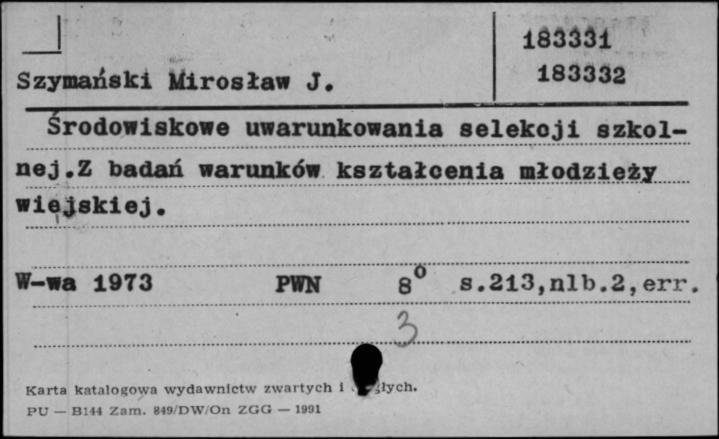 183331
Szymański Mirosław J. 183332
Środowiskowe uwarunkowania selekcji szkol-
nej.Z badań warunków kształcenia młodzieży
wiejskiej.
W-wa 1973 PWN 8° s.213,nlb.2,err.
3
Karta katalogowa wydawnictw zwartych i
PU — B144 Zam. 849/DW/On ZGG — 1991